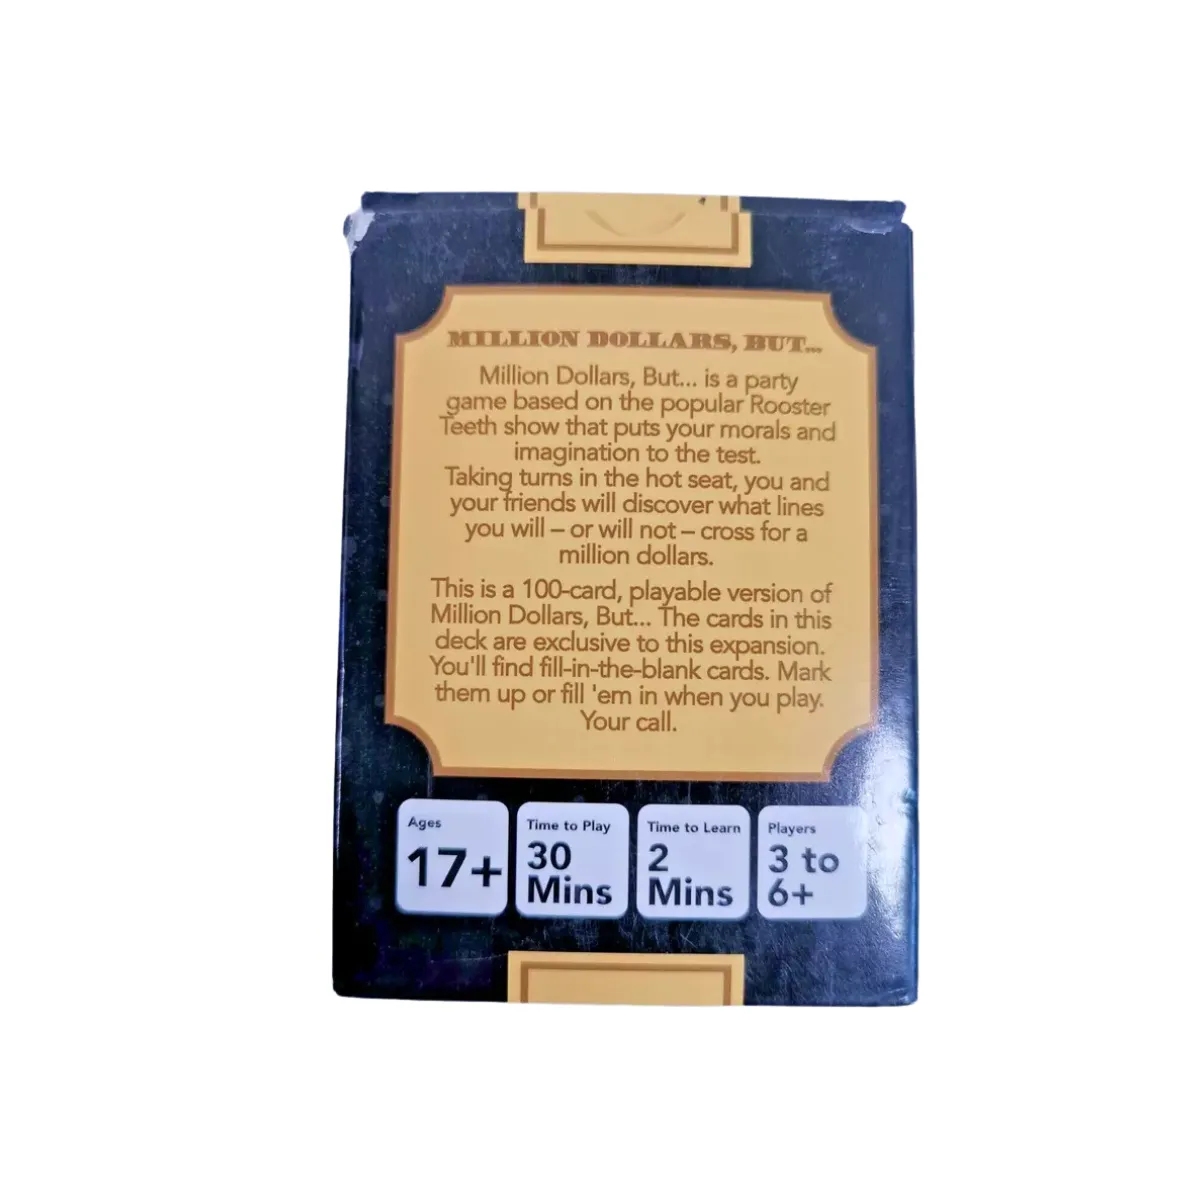 MILLION DOLLARS, BUT...
Million Dollars, But... is a party
game based on the popular Rooster
Teeth show that puts your morals and
imagination to the test.
Taking turns in the hot seat, you and
your friends will discover what lines
you will – or will not – cross for a
million dollars.
This is a 100-card, playable version of
Million Dollars, But... The cards in this
deck are exclusive to this expansion.
You'll find fill-in-the-blank cards. Mark
them up or fill 'em in when you play.
Your call.
Ages
17+
Time to Play
30
Mins
Time to Learn
2
Mins
Players
3 to
6+